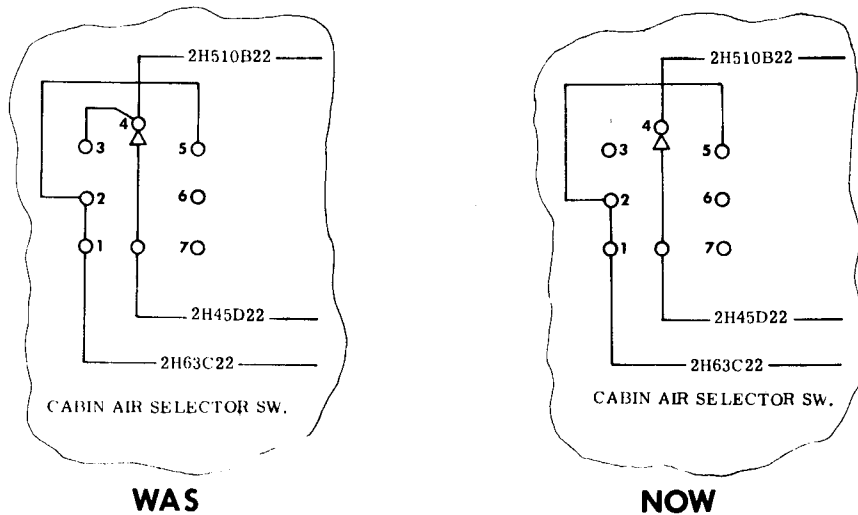 2H510B22
4
3
5
2
6
1
7
2H45D22
2H63C22
CABIN AIR SELECTOR SW.
WAS
2H510B22
4
3
5
2
6
1
7
2H45D22
2H63C22
CABIN AIR SELECTOR SW.
NOW